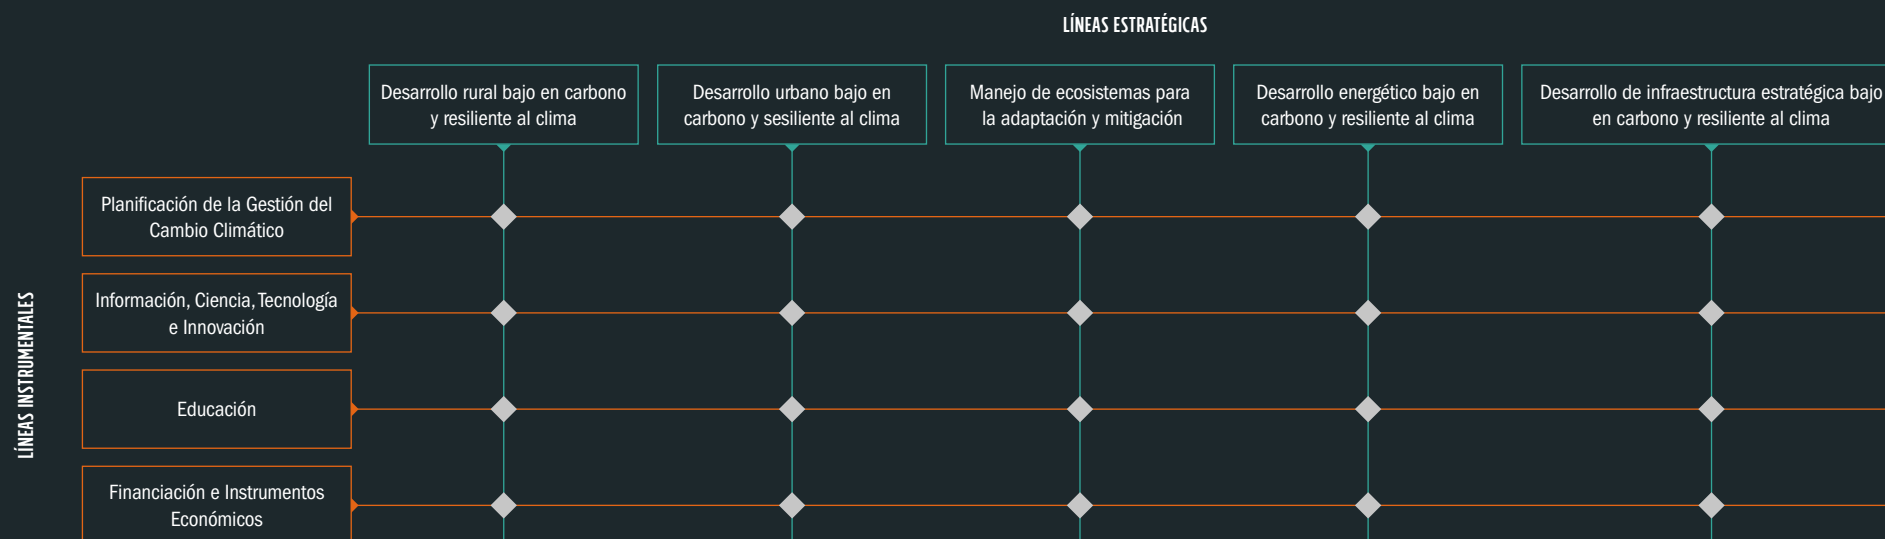 LÍNEAS ESTRATÉGICAS
Desarrollo rural bajo en carbono
y resiliente al clima
Desarrollo urbano bajo en
carbono y sesiliente al clima
Manejo de ecosistemas para
la adaptación y mitigación
Desarrollo energético bajo en
carbono y resiliente al clima
Desarrollo de infraestructura estratégica bajo
en carbono y resiliente al clima
LÍNEAS INSTRUMENTALES
Planificación de la Gestión del
Cambio Climático
Información, Ciencia, Tecnología
e Innovación
Educación
Financiación e Instrumentos
Económicos